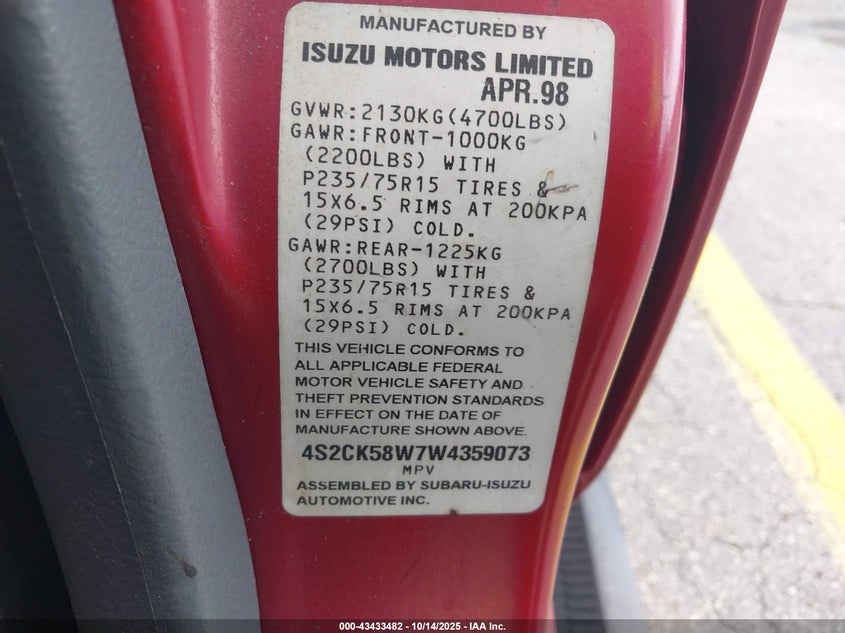 MANUFACTURED BY
ISUZU MOTORS LIMITED
APR.98
GVWR:2130KG(4700LBS)
GAWR:FRONT-1000KG
(2200LBS) WITH
P235/75R15 TIRES &
15X6.5 RIMS AT 200KPA
(29PSI) COLD.
GAWR:REAR-1225KG
(2700LBS) WITH
P235/75R15 TIRES &
15X6.5 RIMS AT 200KPA
(29PSI) COLD.
THIS VEHICLE CONFORMS TO
ALL APPLICABLE FEDERAL
MOTOR VEHICLE SAFETY AND
THEFT PREVENTION STANDARDS
IN EFFECT ON THE DATE OF
MANUFACTURE SHOWN ABOVE.
4S2CK58W7W4359073
MPV
ASSEMBLED BY SUBARU-ISUZU
AUTOMOTIVE INC.
000-43433482 - 10/14/2025 - IAA Inc.